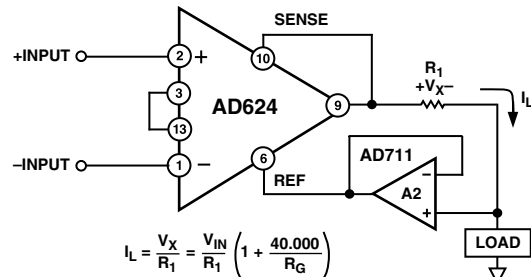 SENSE
+INPUT
2
+
10
3
AD624
9
R1
+VX–
IL
13
–INPUT
1
–
6
REF
AD711
–
A2
+
LOAD
IL = VX/R1 = VIN/R1 (1 + 40.000/RG)